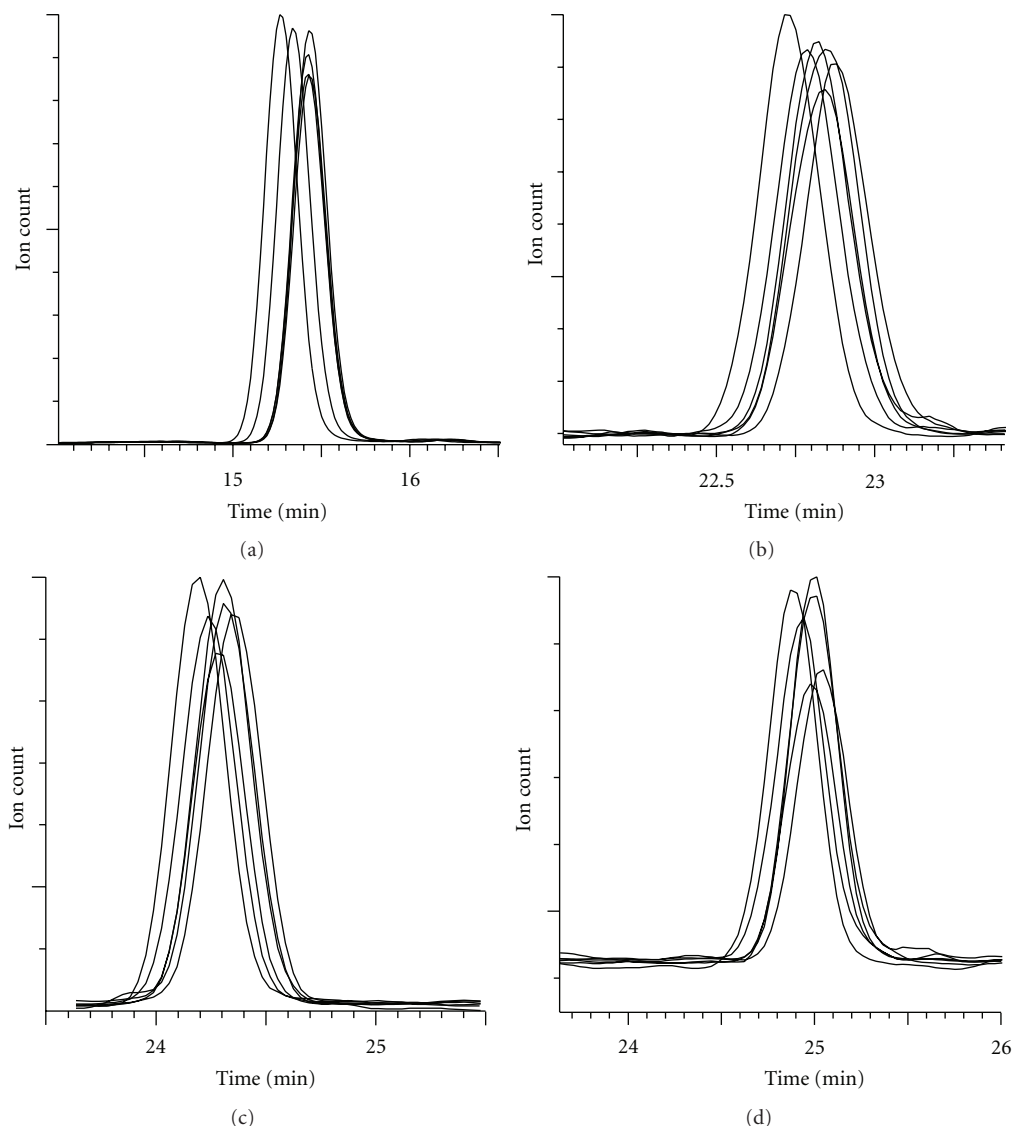 Ion count
15 16
Time (min)
(a)
Ion count
22.5 23
Time (min)
(b)
Ion count
24 25
Time (min)
(c)
Ion count
24 25 26
Time (min)
(d)